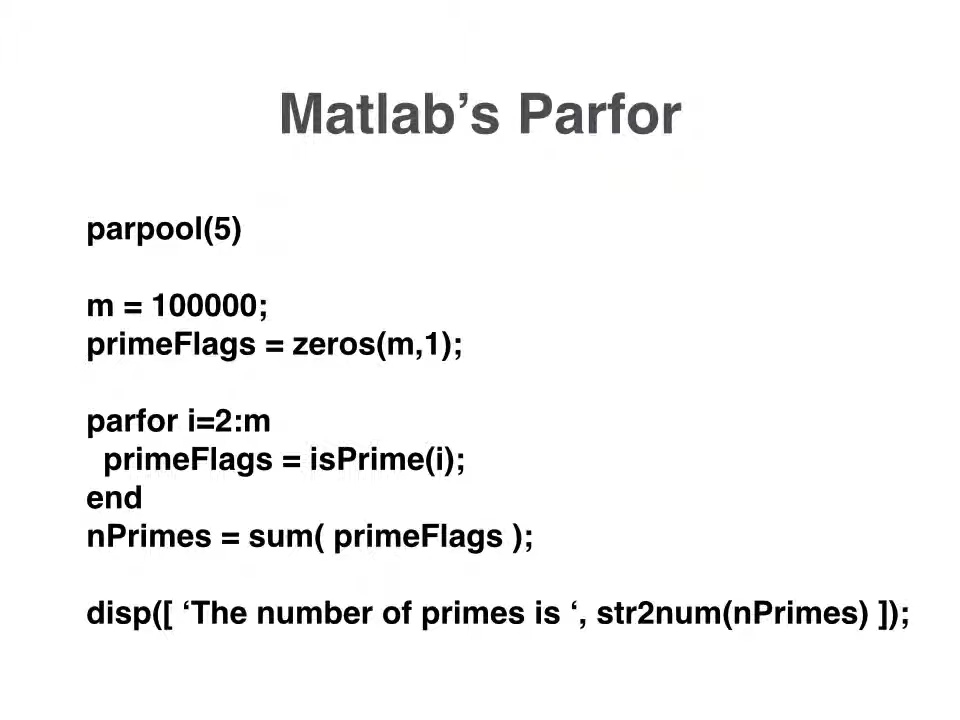 Matlab’s Parfor
parpool(5)
m = 100000;
primeFlags = zeros(m,1);
parfor i=2:m
primeFlags = isPrime(i);
end
nPrimes = sum( primeFlags );
disp([ ‘The number of primes is ‘, str2num(nPrimes) ]);